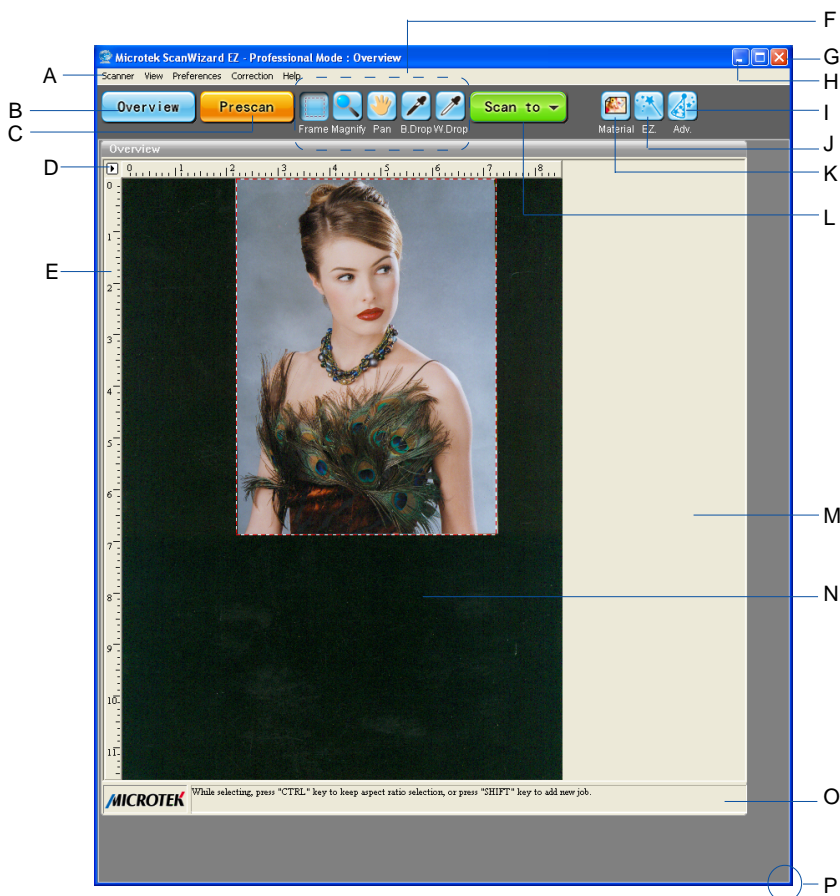 F
Microtek ScanWizard EZ - Professional Mode : Overview
G
A
Scanner View Preferences Correction Help
H
B
Overview Prescan Scan to
I
C
Frame Magnify Pan B.Drop W.Drop Material EZ. Adv.
J
Overview
K
D
0 1 2 3 4 5 6 7 8
L
0
1
E
2
3
4
5
6
7
M
8
N
9
10
11
MICROTEK While selecting, press "CTRL" key to keep aspect ratio selection, or press "SHIFT" key to add new job.
O
P